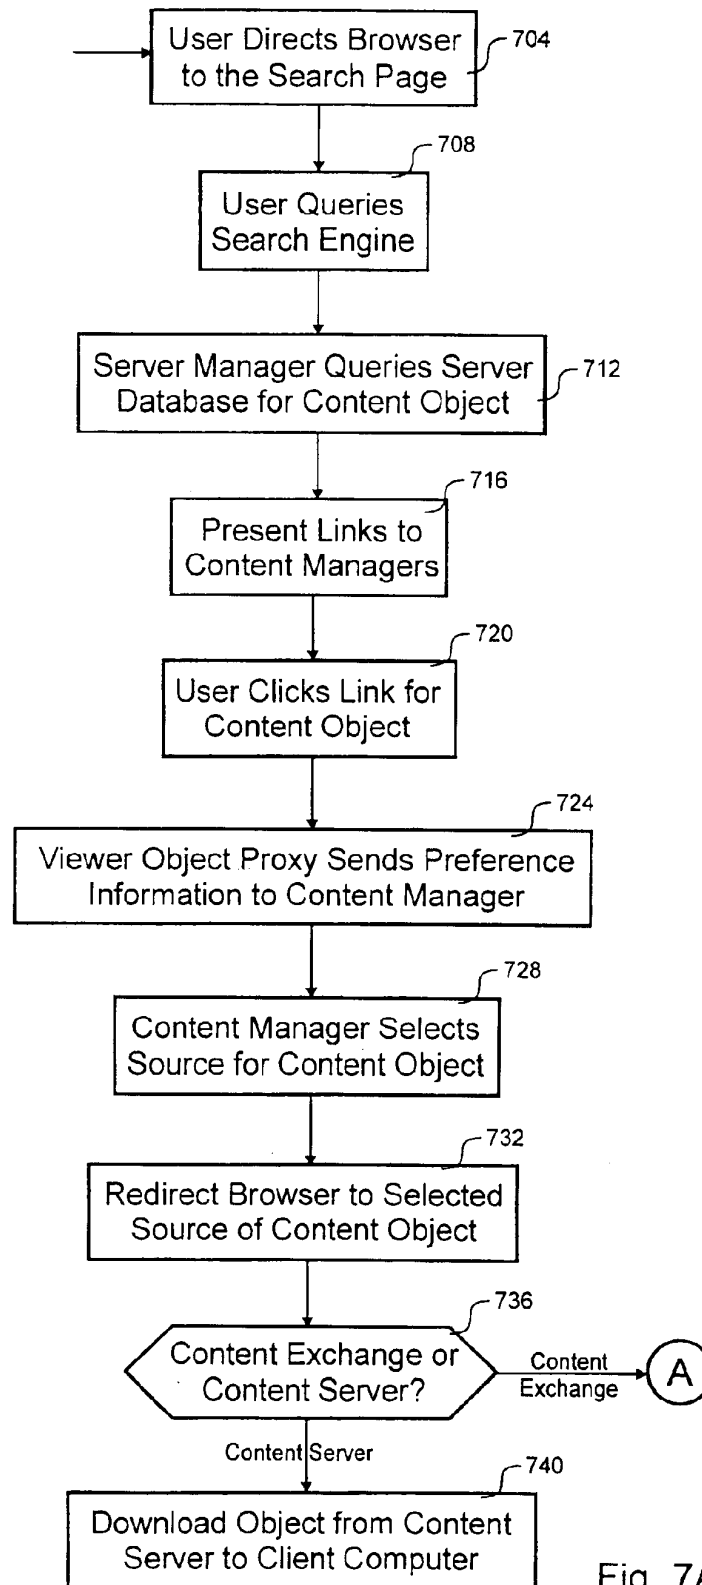 User Directs Browser
to the Search Page
704
708
User Queries
Search Engine
Server Manager Queries Server
Database for Content Object
712
716
Present Links to
Content Managers
720
User Clicks Link for
Content Object
724
Viewer Object Proxy Sends Preference
Information to Content Manager
728
Content Manager Selects
Source for Content Object
732
Redirect Browser to Selected
Source of Content Object
736
Content Exchange or
Content Server?
Content
Exchange
A
Content Server
740
Download Object from Content
Server to Client Computer
Fig. 7A